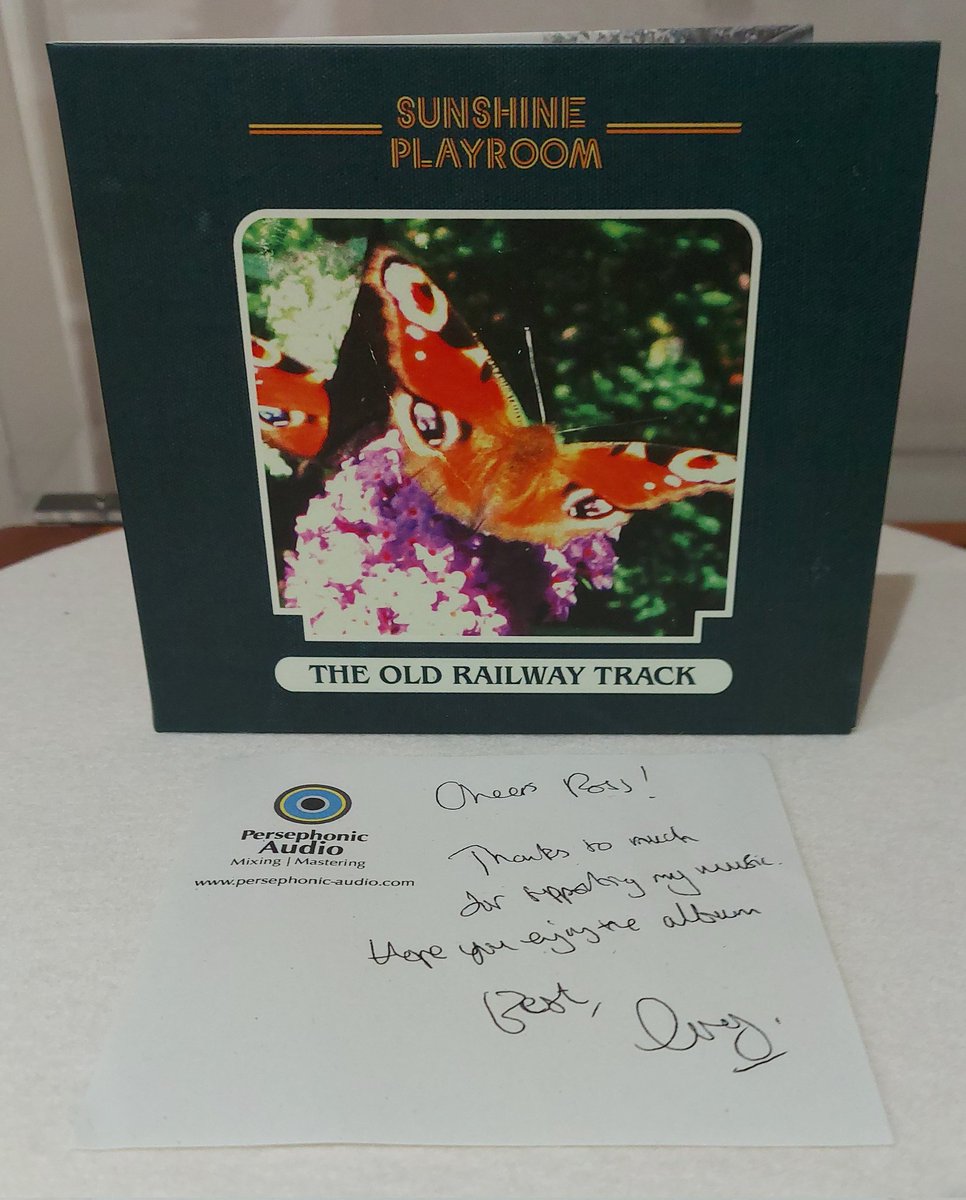 SUNSHINE
PLAYROOM
THE OLD RAILWAY TRACK
Persephonic
Audio
Mixing | Mastering
www.persephonic-audio.com
Cheers Ross!
Thanks so much
for supporting my music.
Hope you enjoy the album
Best,